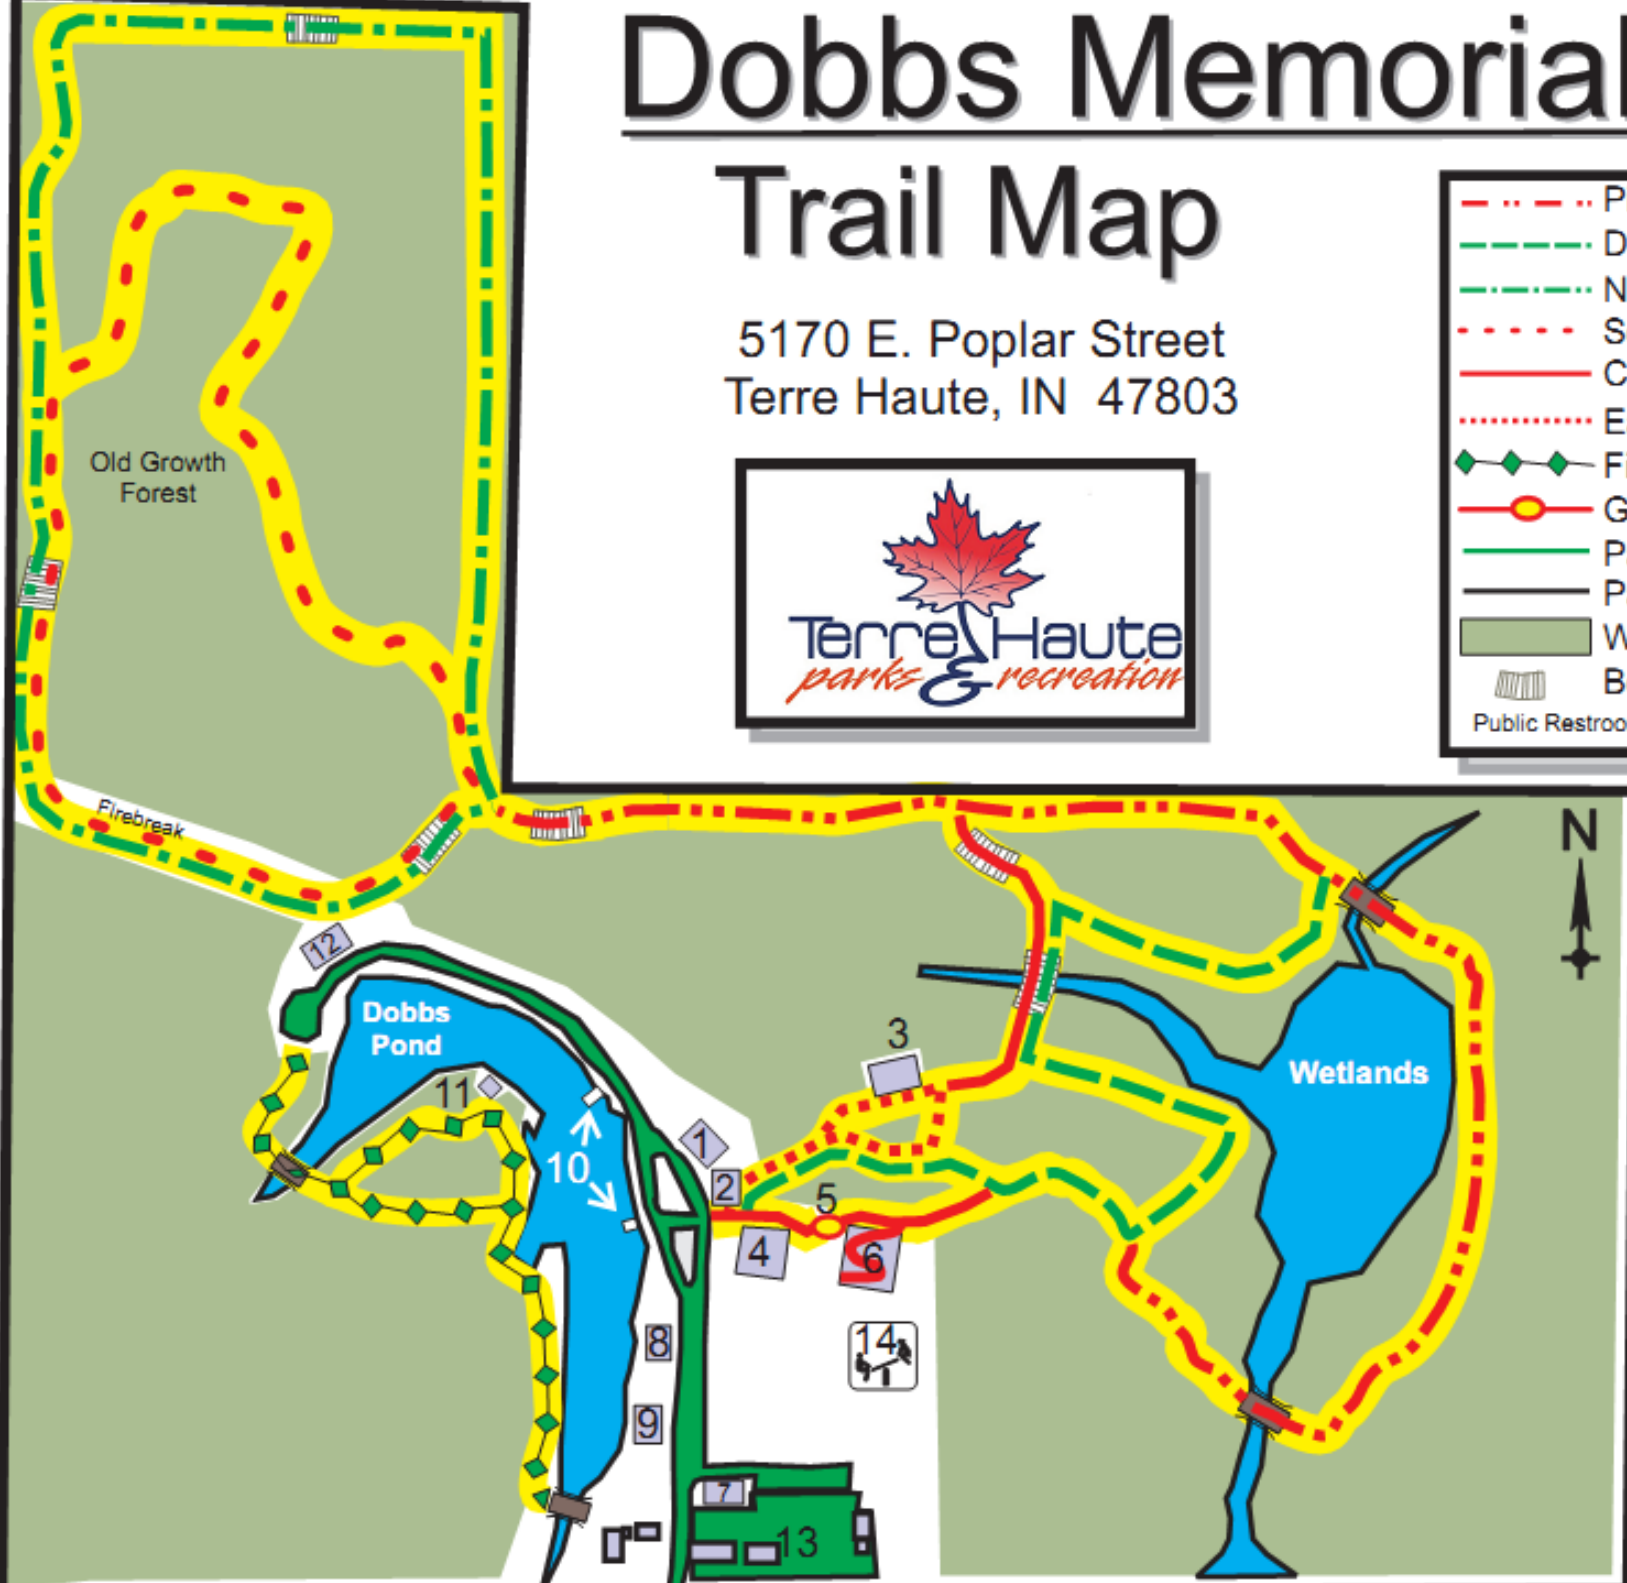 Dobbs Memorial
Trail Map
5170 E. Poplar Street
Terre Haute, IN 47803
Terre Haute
parks & recreation
Public Restroo
N
Old Growth
Forest
Firebreak
12
Dobbs
Pond
11
10
1
2
3
4
5
6
Wetlands
8
14
9
7
13